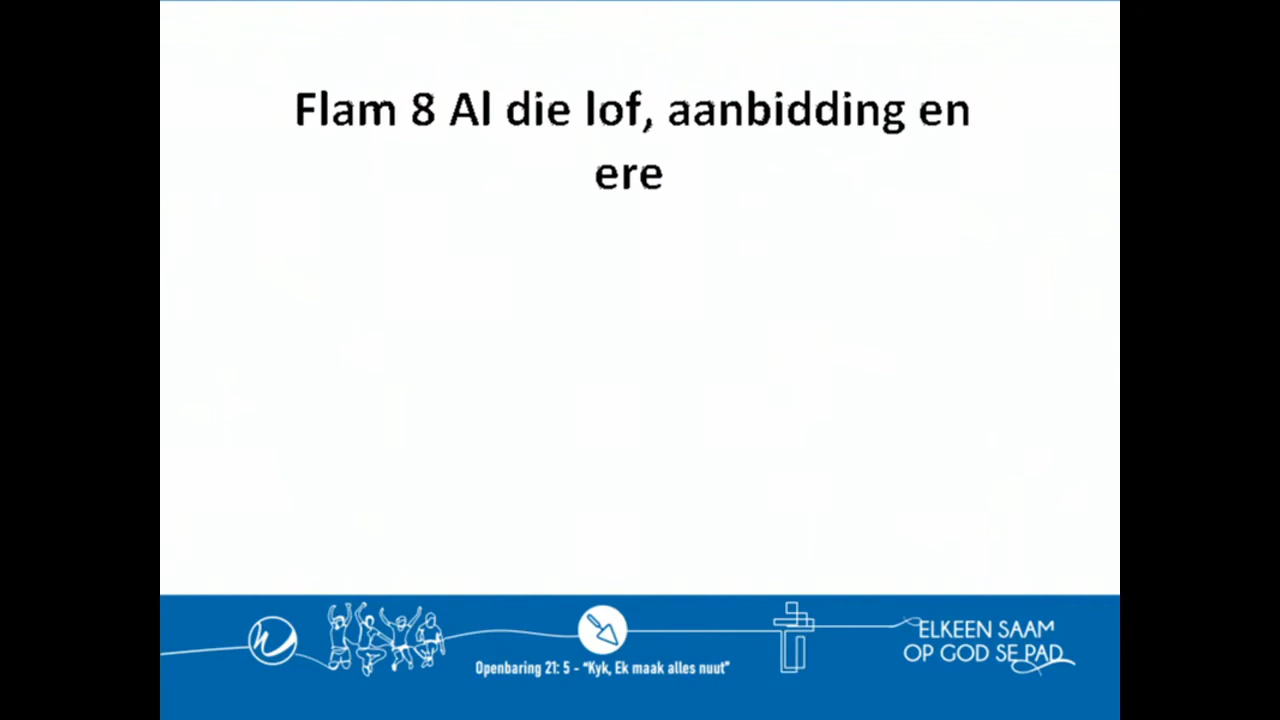 Flam 8 Al die lof, aanbidding en
ere
Openbaring 21: 5 - "Kyk, Ek maak alles nuut"
ELKEEN SAAM
OP GOD SE PAD